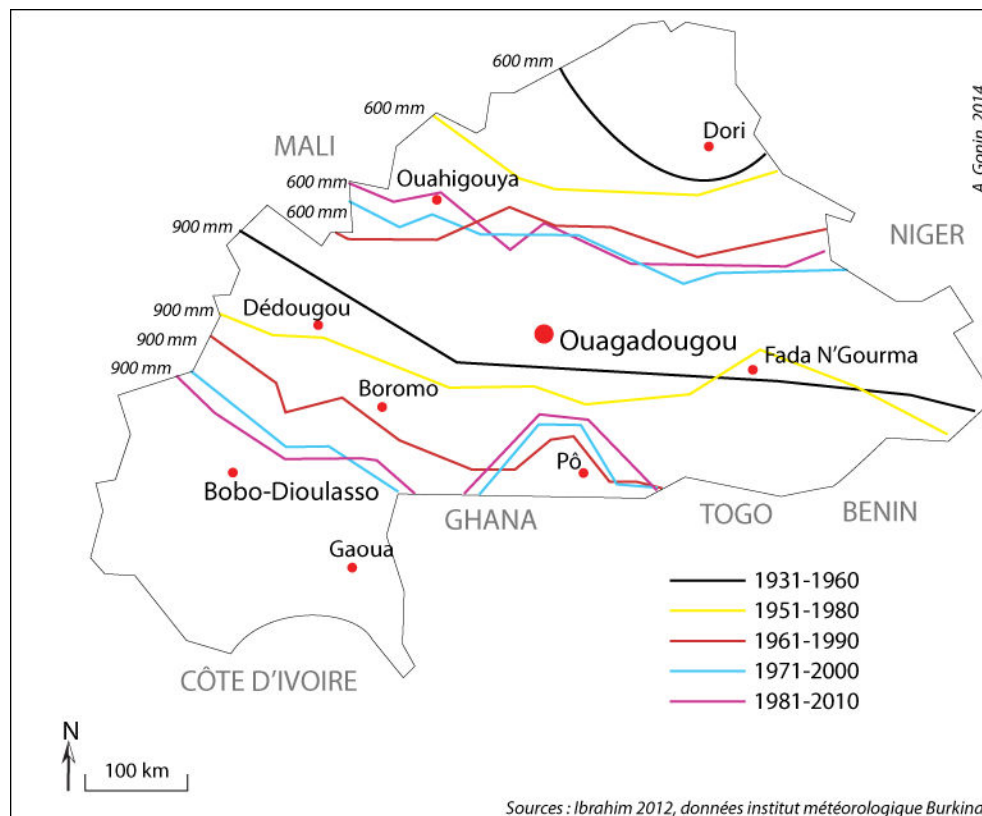 600 mm
600 mm
A. Gonin, 2014
Dori
MALI
600 mm
Ouahigouya
600 mm
900 mm
NIGER
900 mm
Dédougou
Ouagadougou
900 mm
Fada N'Gourma
900 mm
Boromo
Pô
Bobo-Dioulasso
GHANA
TOGO
BENIN
Gaoua
CÔTE D'IVOIRE
1931-1960
1951-1980
1961-1990
1971-2000
1981-2010
N
100 km
Sources : Ibrahim 2012, données institut météorologique Burkina